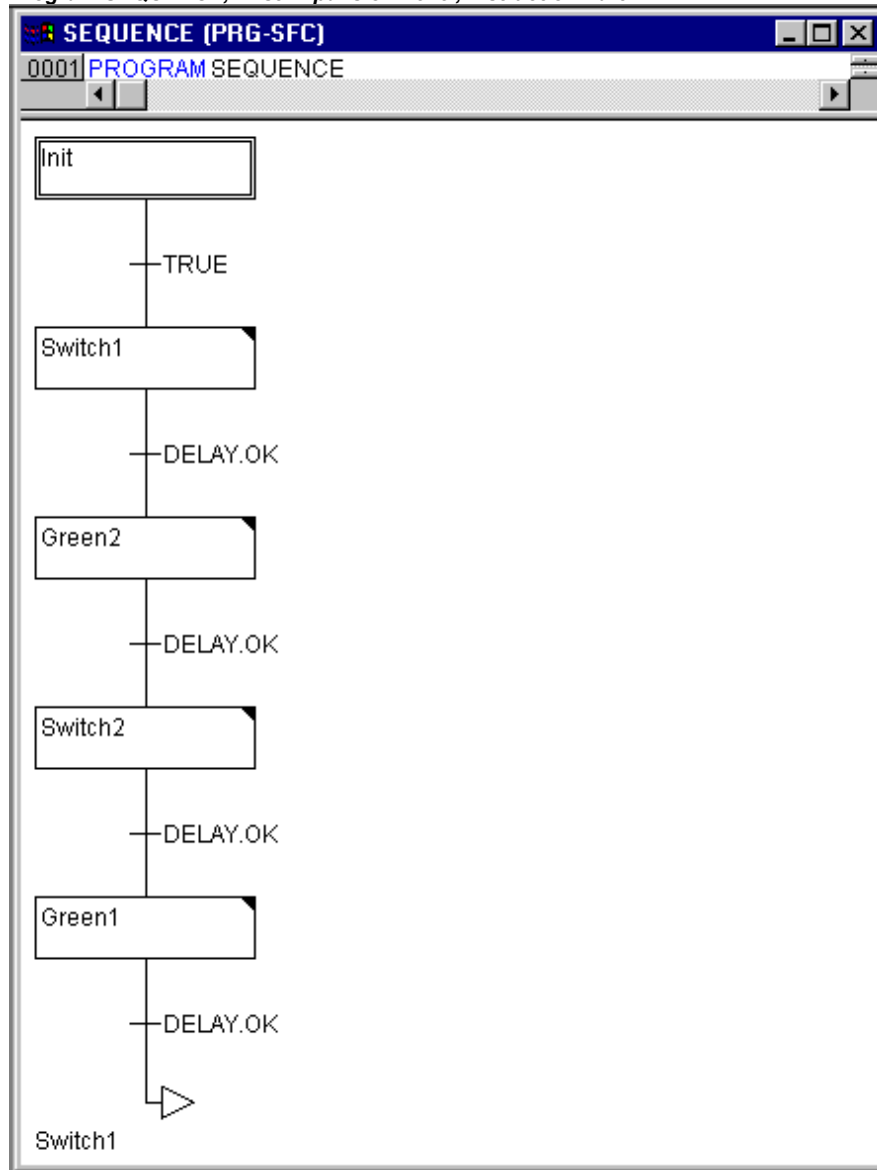 SEQUENCE (PRG-SFC)
0001 PROGRAM SEQUENCE
Init
TRUE
Switch1
DELAY.OK
Green2
DELAY.OK
Switch2
DELAY.OK
Green1
DELAY.OK
Switch1